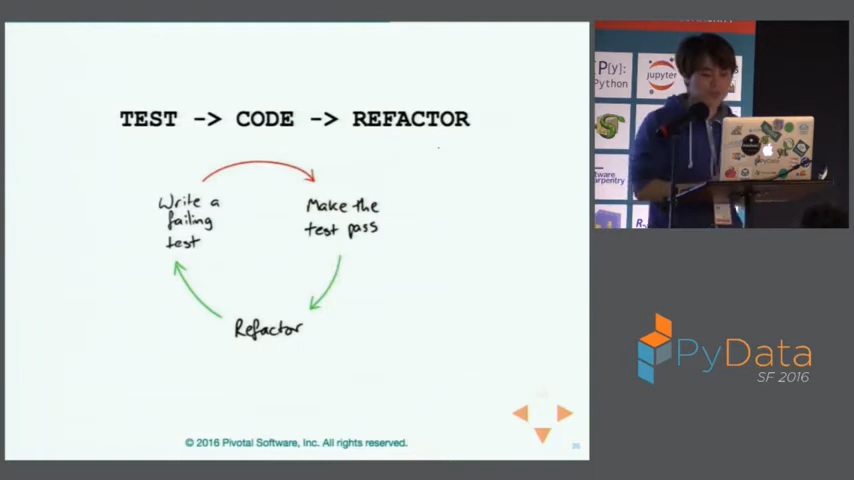 TEST -> CODE -> REFACTOR
Write a
failing
test
Make the
test pass
Refactor
© 2016 Pivotal Software, Inc. All rights reserved.
P[y]:
Python
jupyter
PyData
SF 2016